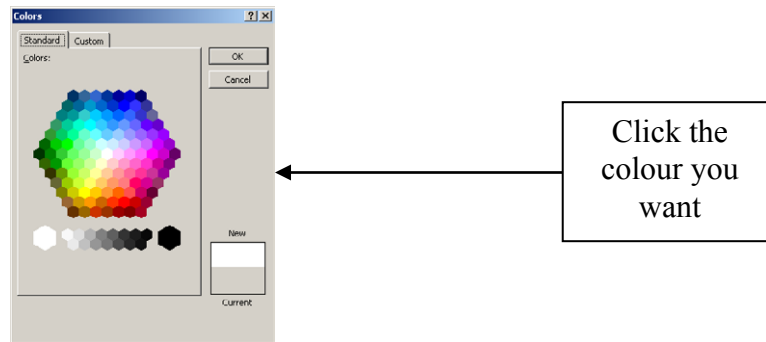 Colors
Standard Custom
Colors:
OK
Cancel
New
Current
Click the
colour you
want